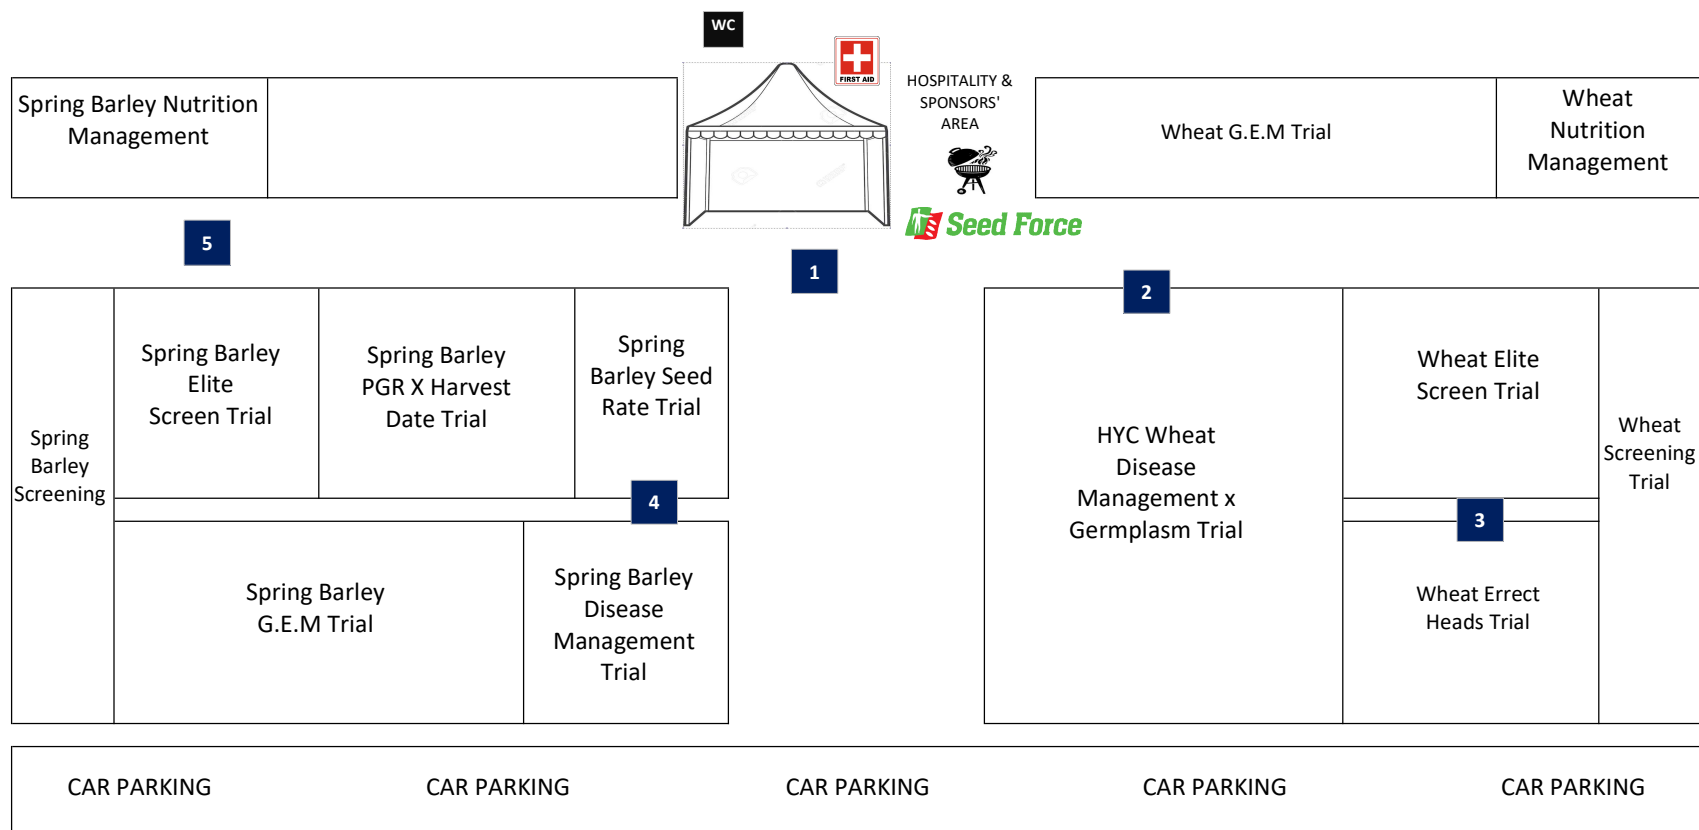 WC
FIRST AID
HOSPITALITY &
SPONSORS'
AREA
Seed Force
Spring Barley Nutrition
Management
Wheat G.E.M Trial
Wheat
Nutrition
Management
5
1
2
Spring
Barley
Screening
Spring Barley
Elite
Screen Trial
Spring Barley
PGR X Harvest
Date Trial
Spring
Barley Seed
Rate Trial
4
Spring Barley
G.E.M Trial
Spring Barley
Disease
Management
Trial
HYC Wheat
Disease
Management x
Germplasm Trial
Wheat Elite
Screen Trial
3
Wheat Errect
Heads Trial
Wheat
Screening
Trial
CAR PARKING
CAR PARKING
CAR PARKING
CAR PARKING
CAR PARKING